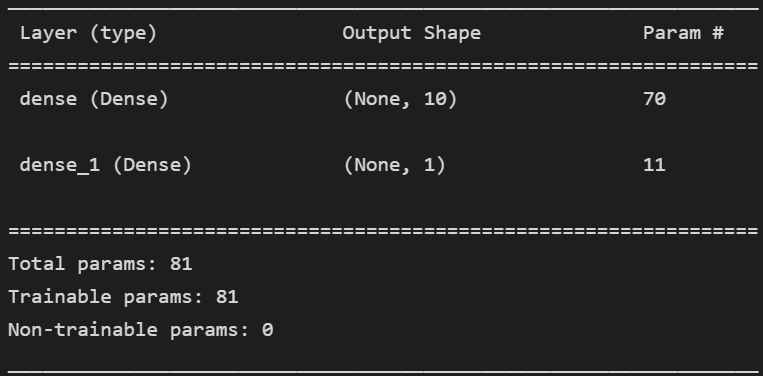 Layer (type) Output Shape Param #
=================================================================
dense (Dense) (None, 10) 70
dense_1 (Dense) (None, 1) 11
=================================================================
Total params: 81
Trainable params: 81
Non-trainable params: 0